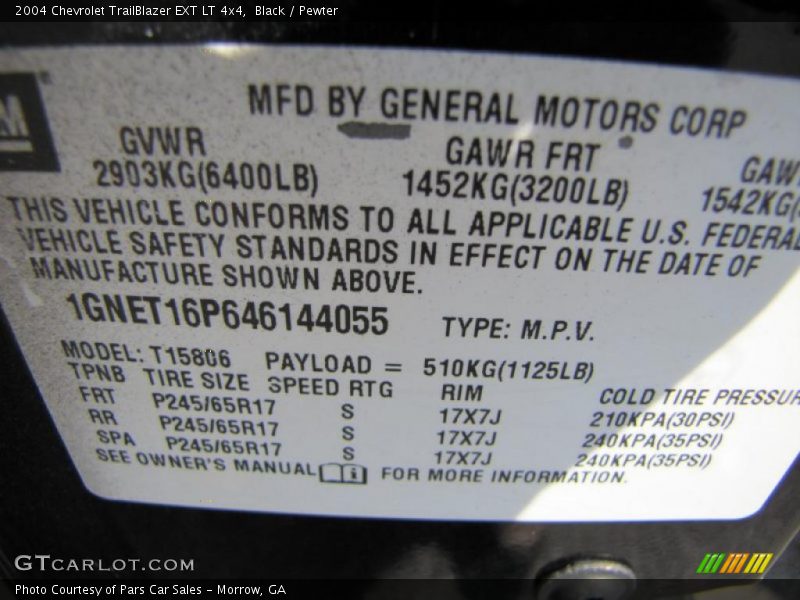 2004 Chevrolet TrailBlazer EXT LT 4x4, Black / Pewter
MFD BY GENERAL MOTORS CORP
GVWR GAWR FRT
2903KG(6400LB) 1452KG(3200LB) 1542KG(
THIS VEHICLE CONFORMS TO ALL APPLICABLE U.S. FEDERAL
VEHICLE SAFETY STANDARDS IN EFFECT ON THE DATE OF
MANUFACTURE SHOWN ABOVE.
1GNET16P646144055 TYPE: M.P.V.
MODEL: T15806 PAYLOAD = 510KG(1125LB)
TPNB TIRE SIZE SPEED RTG RIM COLD TIRE PRESSUR
FRT P245/65R17 S 17X7J 210KPA(30PSI)
RR P245/65R17 S 17X7J 240KPA(35PSI)
SPA P245/65R17 S 17X7J 240KPA(35PSI)
SEE OWNER'S MANUAL FOR MORE INFORMATION.
GTcarlot.com
Photo Courtesy of Pars Car Sales - Morrow, GA